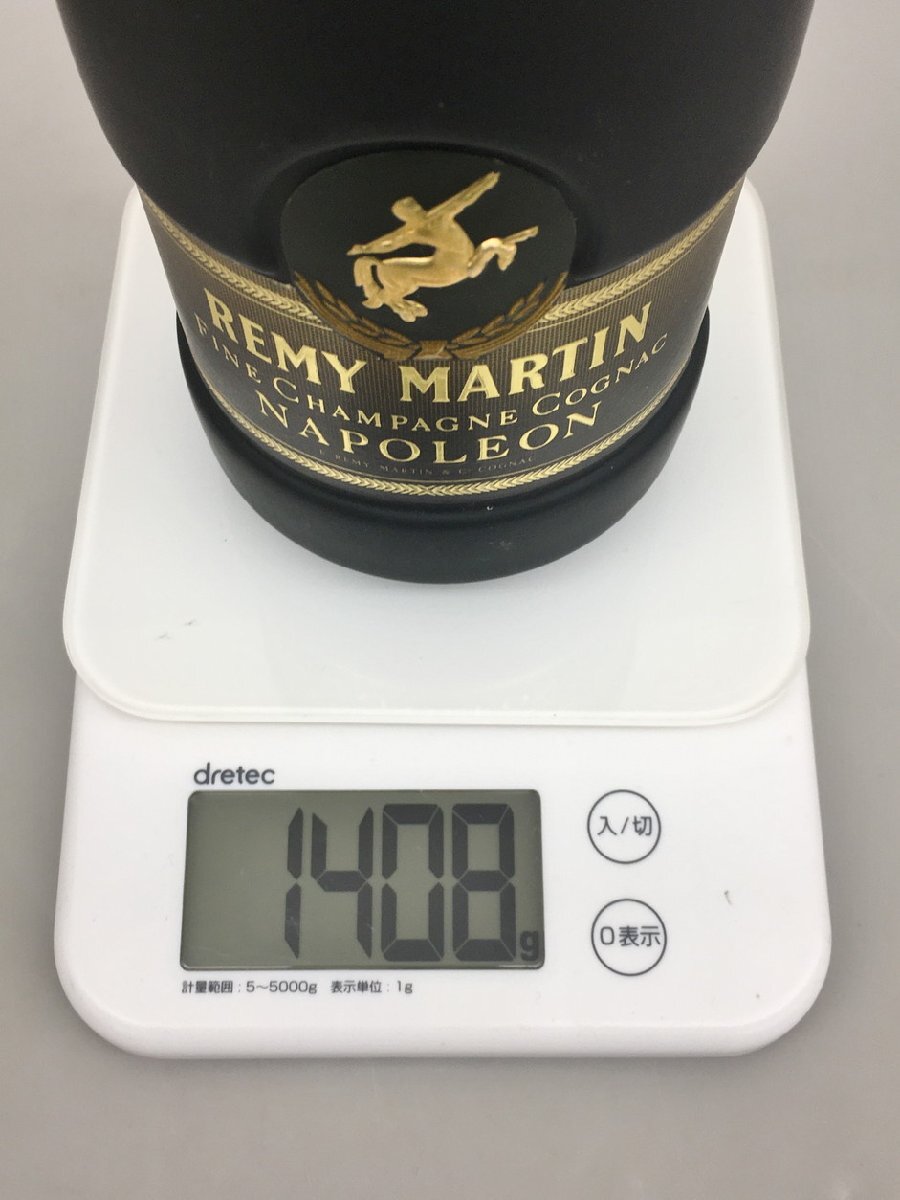 REMY MARTIN
FINE CHAMPAGNE COGNAC
NAPOLEON
E. REMY MARTIN & Co COGNAC
dretec
1408g
入/切
0表示
計量範囲:5～5000g 表示単位:1g